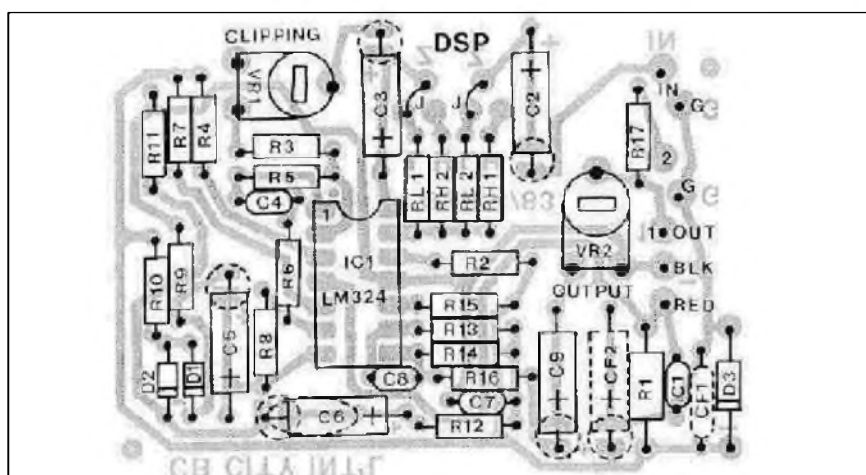 CLIPPING
DSP
IN
VR1
C3
Z
Z
C2
J
J
IN
G
G
R11
R7
R4
R3
R17
2
R5
RL1
RH2
RL2
RH1
V83
G
G
C4
1
1
OUT
IC1
R2
VR2
BLK
R10
R9
R6
LM324
OUTPUT
RED
C5
R8
R15
R13
R14
D2
D1
C8
R16
C9
CF2
R1
C1
CF1
D3
C6
C7
R12
CB CITY INT'L